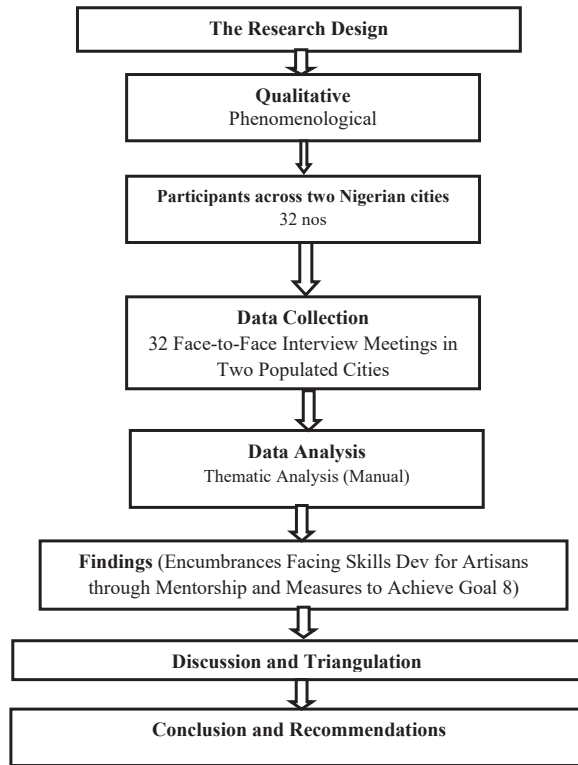 The Research Design
Qualitative
Phenomenological
Participants across two Nigerian cities
32 nos
Data Collection
32 Face-to-Face Interview Meetings in
Two Populated Cities
Data Analysis
Thematic Analysis (Manual)
Findings (Encumbrances Facing Skills Dev for Artisans
through Mentorship and Measures to Achieve Goal 8)
Discussion and Triangulation
Conclusion and Recommendations